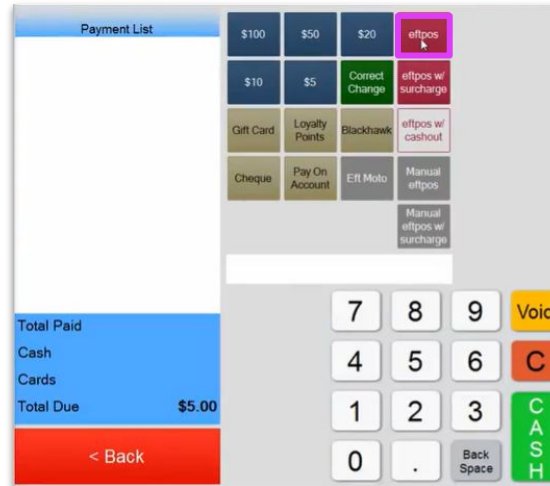 Payment List
$100
$50
$20
eftpos
$10
$5
Correct
Change
eftpos w/
surcharge
Gift Card
Loyalty
Points
Blackhawk
eftpos w/
cashout
Cheque
Pay On
Account
Eft Moto
Manual
eftpos
Manual
eftpos w/
surcharge
Total Paid
Cash
Cards
Total Due $5.00
< Back
7 8 9 Void
4 5 6 C
1 2 3
0 .
Back
Space
C
A
S
H